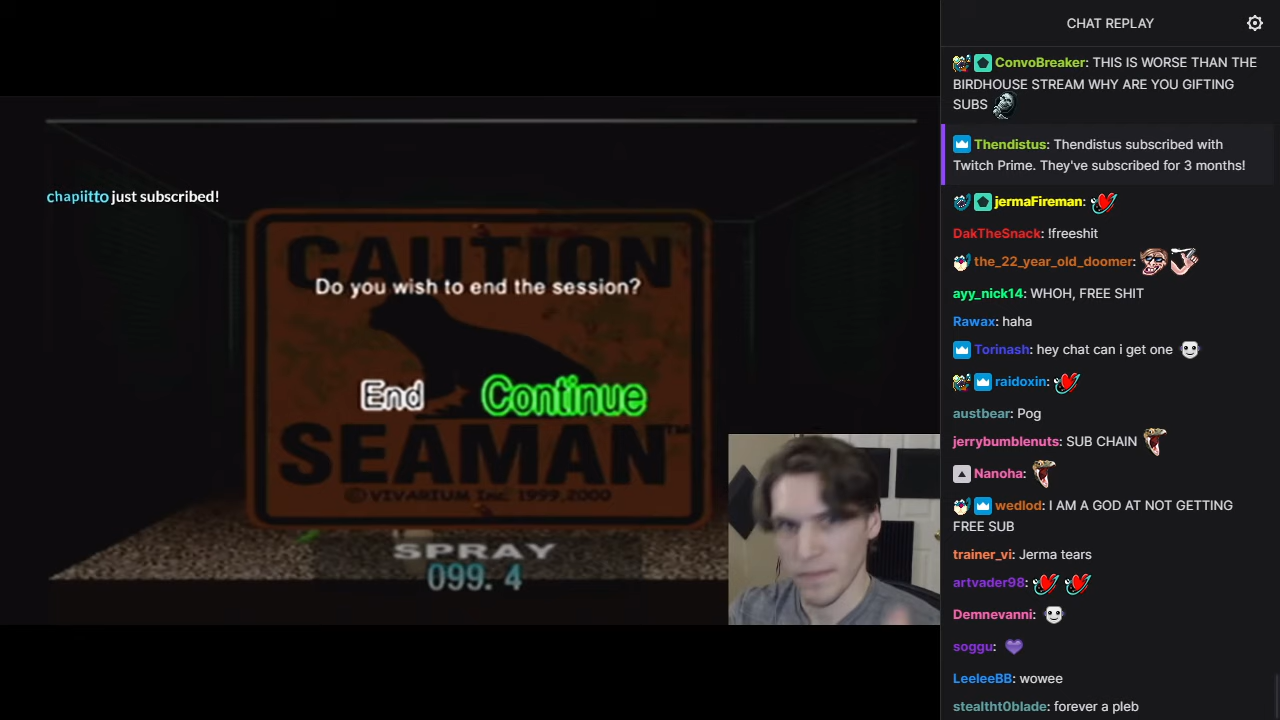 CHAT REPLAY
ConvoBreaker: THIS IS WORSE THAN THE
BIRDHOUSE STREAM WHY ARE YOU GIFTING
SUBS
Thendistus: Thendistus subscribed with
Twitch Prime. They've subscribed for 3 months!
jermaFireman:
DakTheSnack: !freeshit
the_22_year_old_doomer:
ayy_nick14: WHOH, FREE SHIT
Rawax: haha
Torinash: hey chat can i get one
raidoxin:
austbear: Pog
jerrybumblenuts: SUB CHAIN
Nanoha:
wedlod: I AM A GOD AT NOT GETTING
FREE SUB
trainer_vi: Jerma tears
artvader98:
Demnevanni:
soggu:
LeeleeBB: wowee
stealtht0blade: forever a pleb
chapiitto just subscribed!
CAUTION
Do you wish to end the session?
End Continue
SEAMAN™
© VIVARIUM Inc. 1999,2000
SPRAY
099. 4